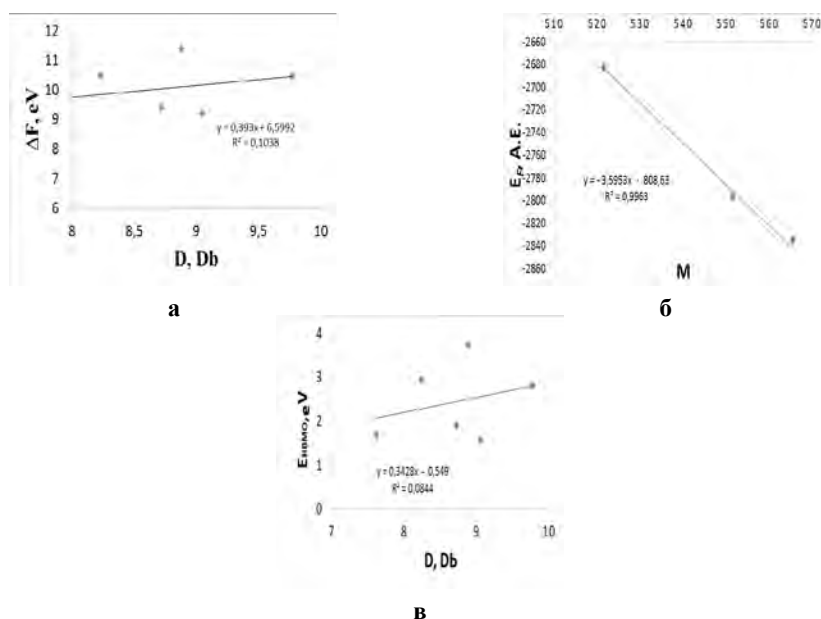 12
11
10
9
8
7
6
ΔF, eV
y = 0,393x + 6,5992
R² = 0,1038
8 8,5 9 9,5 10
D, Db
а
510 520 530 540 550 560 570
-2660
-2680
-2700
-2720
-2740
-2760
-2780
-2800
-2820
-2840
-2860
A.E.
y = -3,5953x - 808,63
R² = 0,9963
M
б
4
3
2
1
0
EНВМО, eV
y = 0,3428x - 0,549
R² = 0,0844
7 8 9 10
D, Db
в